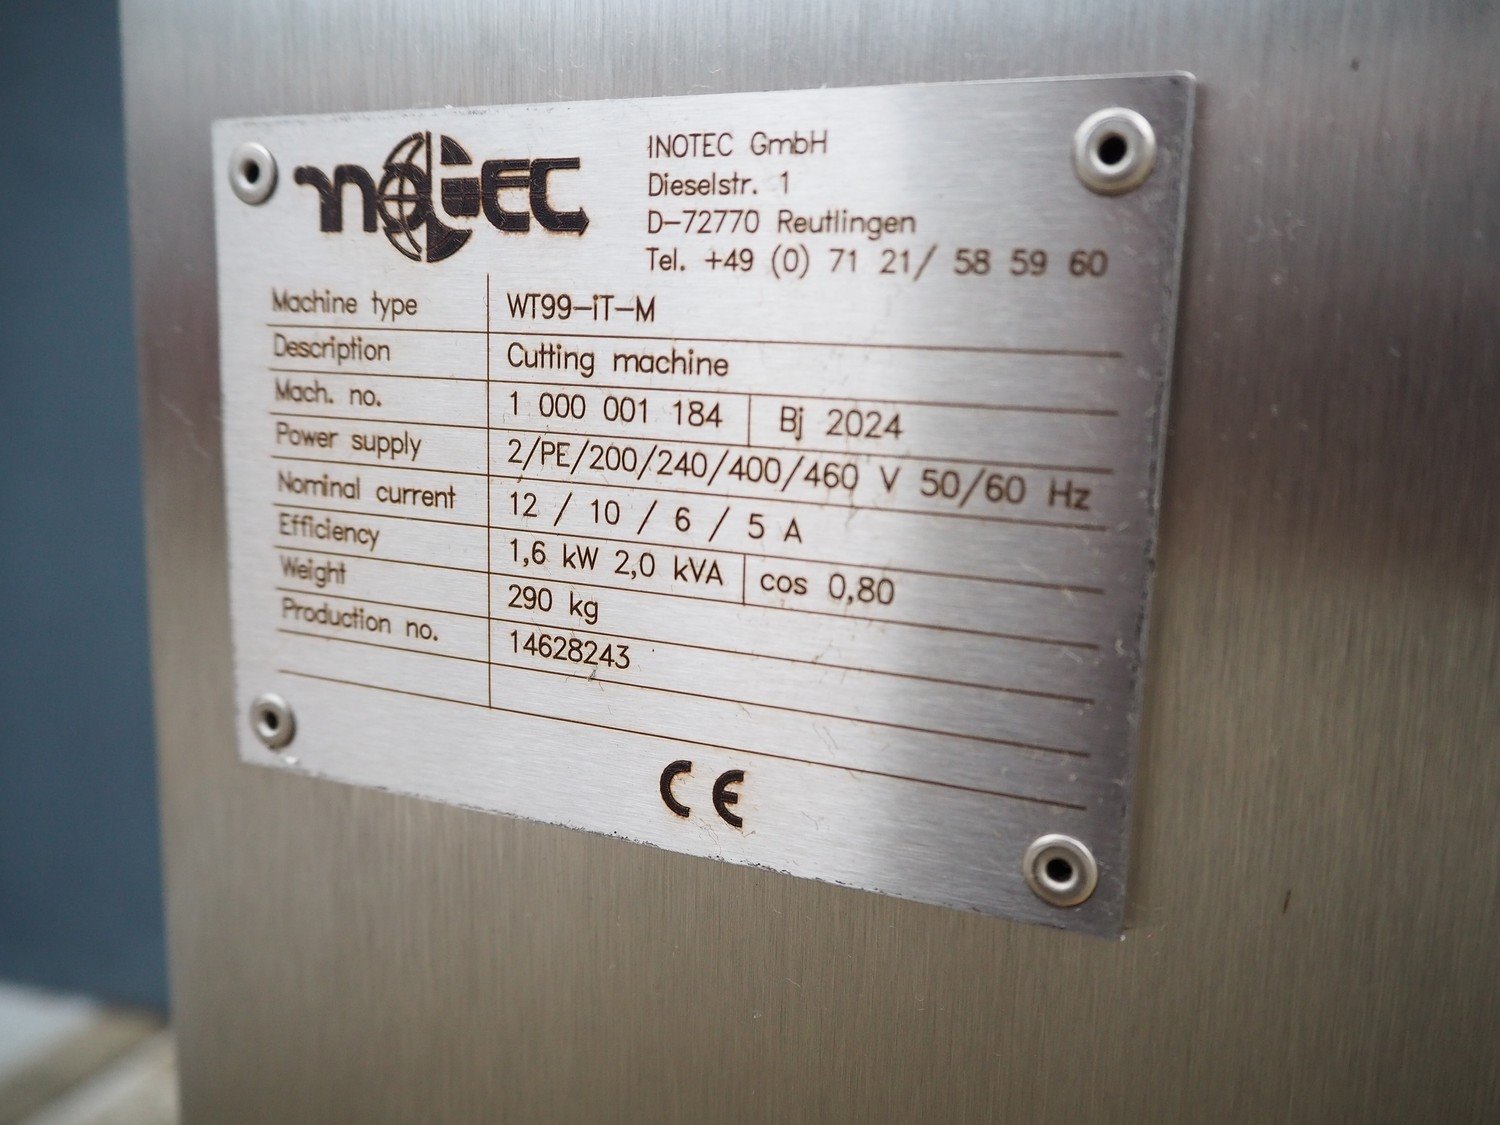 INOTEC
INOTEC GmbH
Dieselstr. 1
D-72770 Reutlingen
Tel. +49 (0) 71 21/ 58 59 60
Machine type WT99-iT-M
Description Cutting machine
Mach. no. 1 000 001 184 Bj 2024
Power supply 2/PE/200/240/400/460 V 50/60 Hz
Nominal current 12 / 10 / 6 / 5 A
Efficiency 1,6 kW 2,0 kVA cos 0,80
Weight 290 kg
Production no. 14628243
CE